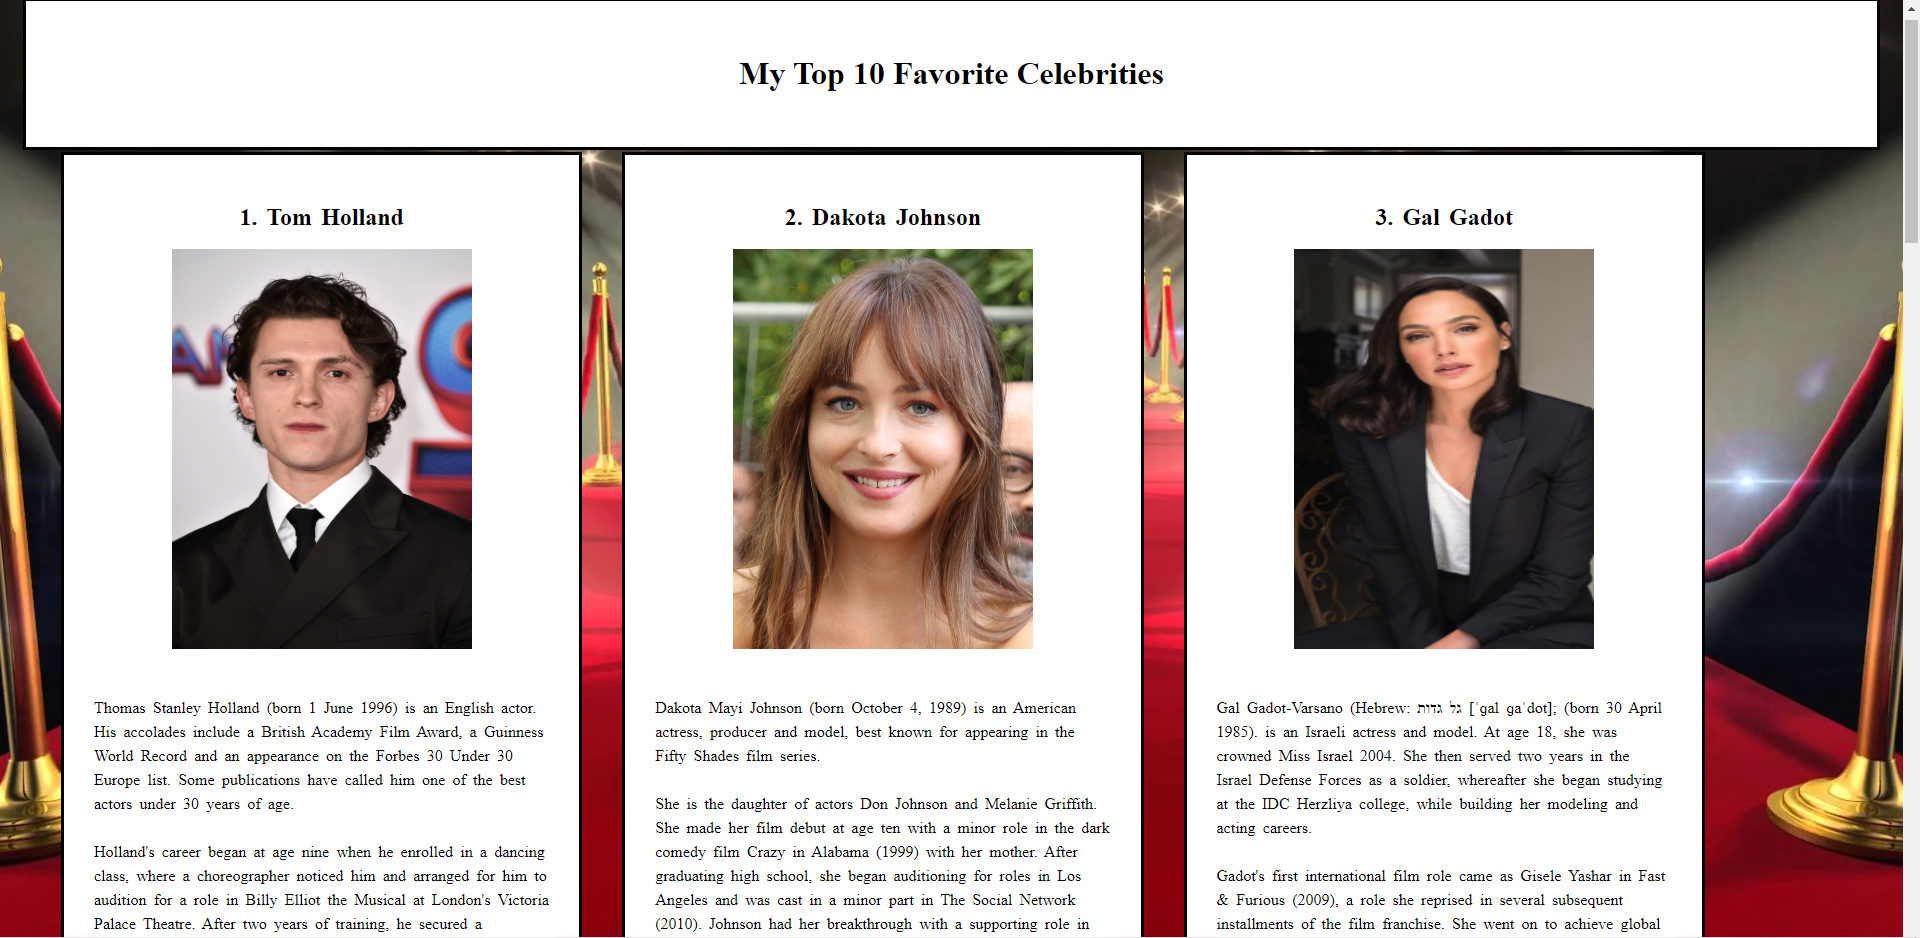 My Top 10 Favorite Celebrities
1. Tom Holland
Thomas Stanley Holland (born 1 June 1996) is an English actor.
His accolades include a British Academy Film Award, a Guinness
World Record and an appearance on the Forbes 30 Under 30
Europe list. Some publications have called him one of the best
actors under 30 years of age.
Holland's career began at age nine when he enrolled in a dancing
class, where a choreographer noticed him and arranged for him to
audition for a role in Billy Elliot the Musical at London's Victoria
Palace Theatre. After two years of training, he secured a
2. Dakota Johnson
Dakota Mayi Johnson (born October 4, 1989) is an American
actress, producer and model, best known for appearing in the
Fifty Shades film series.
She is the daughter of actors Don Johnson and Melanie Griffith.
She made her film debut at age ten with a minor role in the dark
comedy film Crazy in Alabama (1999) with her mother. After
graduating high school, she began auditioning for roles in Los
Angeles and was cast in a minor part in The Social Network
(2010). Johnson had her breakthrough with a supporting role in
3. Gal Gadot
Gal Gadot-Varsano (Hebrew: גל גדות [ˈɡal ɡaˈdot]; (born 30 April
1985). is an Israeli actress and model. At age 18, she was
crowned Miss Israel 2004. She then served two years in the
Israel Defense Forces as a soldier, whereafter she began studying
at the IDC Herzliya college, while building her modeling and
acting careers.
Gadot's first international film role came as Gisele Yashar in Fast
& Furious (2009), a role she reprised in several subsequent
installments of the film franchise. She went on to achieve global